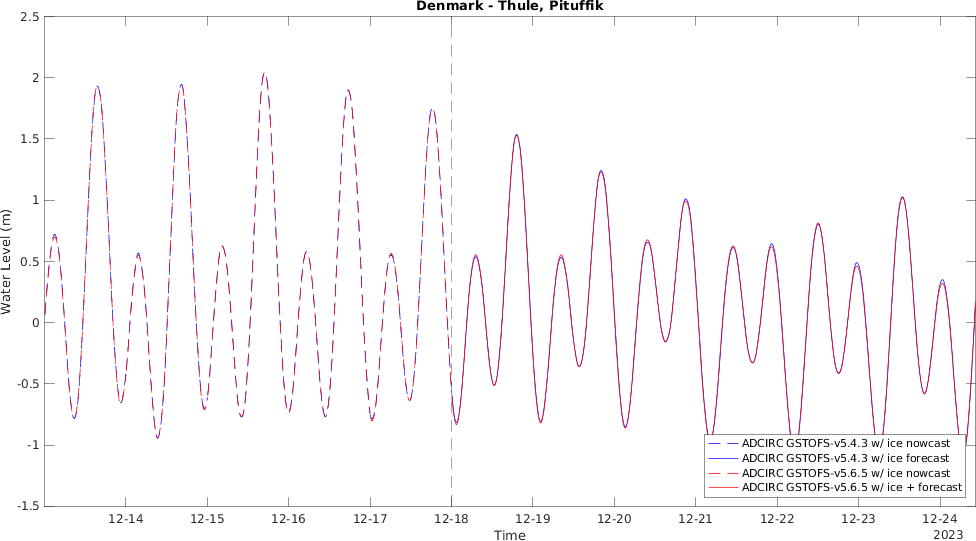 Denmark - Thule, Pituffik
2.5
2
1.5
1
0.5
0
-0.5
-1
-1.5
Water Level (m)
ADCIRC GSTOFS-v5.4.3 w/ ice nowcast
ADCIRC GSTOFS-v5.4.3 w/ ice forecast
ADCIRC GSTOFS-v5.6.5 w/ ice nowcast
ADCIRC GSTOFS-v5.6.5 w/ ice + forecast
12-14 12-15 12-16 12-17 12-18 12-19 12-20 12-21 12-22 12-23 12-24
Time
2023